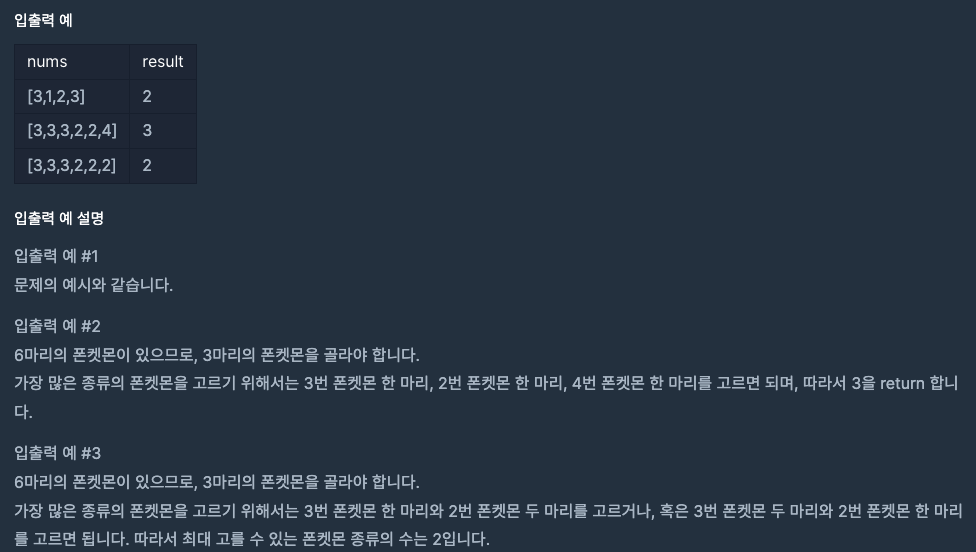 입출력 예
nums result
[3,1,2,3] 2
[3,3,3,2,2,4] 3
[3,3,3,2,2,2] 2
입출력 예 설명
입출력 예 #1
문제의 예시와 같습니다.
입출력 예 #2
6마리의 폰켓몬이 있으므로, 3마리의 폰켓몬을 골라야 합니다.
가장 많은 종류의 폰켓몬을 고르기 위해서는 3번 폰켓몬 한 마리, 2번 폰켓몬 한 마리, 4번 폰켓몬 한 마리를 고르면 되며, 따라서 3을 return 합니
다.
입출력 예 #3
6마리의 폰켓몬이 있으므로, 3마리의 폰켓몬을 골라야 합니다.
가장 많은 종류의 폰켓몬을 고르기 위해서는 3번 폰켓몬 한 마리와 2번 폰켓몬 두 마리를 고르거나, 혹은 3번 폰켓몬 두 마리와 2번 폰켓몬 한 마리
를 고르면 됩니다. 따라서 최대 고를 수 있는 폰켓몬 종류의 수는 2입니다.